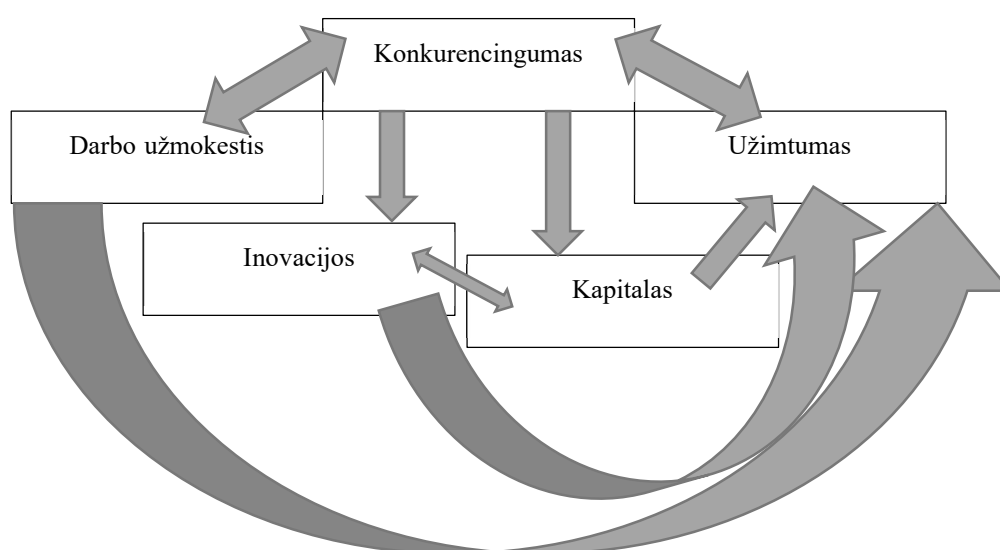 Konkurencingumas
Darbo užmokestis
Užimtumas
Inovacijos
Kapitalas